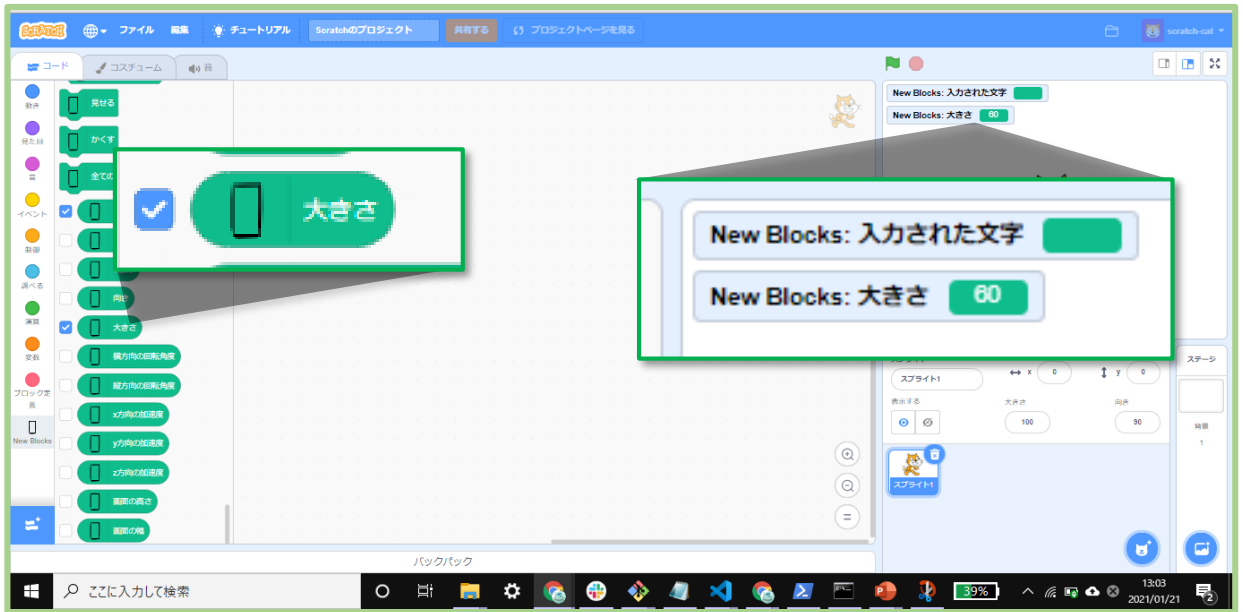 SCRATCH
ファイル 編集 チュートリアル Scratchのプロジェクト 共有する プロジェクトページを見る scratch-cat
コード コスチューム 音
動き
見た目
音
イベント
制御
調べる
演算
変数
ブロック定義
New Blocks
見せる
かくす
全ての
向き
大きさ
横方向の回転角度
縦方向の回転角度
x方向の加速度
y方向の加速度
z方向の加速度
画面の高さ
画面の幅
大きさ
New Blocks: 入力された文字
New Blocks: 大きさ 60
New Blocks: 入力された文字
New Blocks: 大きさ 60
スプライト1 x 0 y 0
表示する 大きさ 向き
100 90
スプライト1
ステージ
背景
1
バックパック
ここに入力して検索
39%
13:03
2021/01/21
2